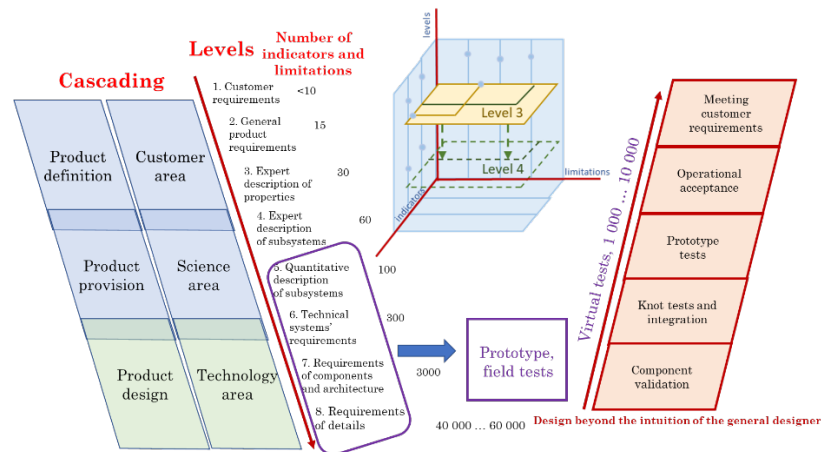 Cascading
Levels
Number of
indicators and
limitations
Product
definition
Customer
area
Product
provision
Science
area
Product
design
Technology
area
1. Customer
requirements
<10
2. General
product
requirements
15
3. Expert
description of
properties
30
4. Expert
description
of subsystems
60
5. Quantitative
description
of subsystems
100
6. Technical
systems'
requirements
300
7.
Requirements
of components
and architecture
3000
8. Requirements
of details
40 000 ... 60 000
levels
Level 3
Level 4
limitations
indicators
Prototype,
field tests
Virtual tests, 1 000 ... 10 000
Meeting
customer
requirements
Operational
acceptance
Prototype
tests
Knot tests and
integration
Component
validation
Design beyond the intuition of the general designer